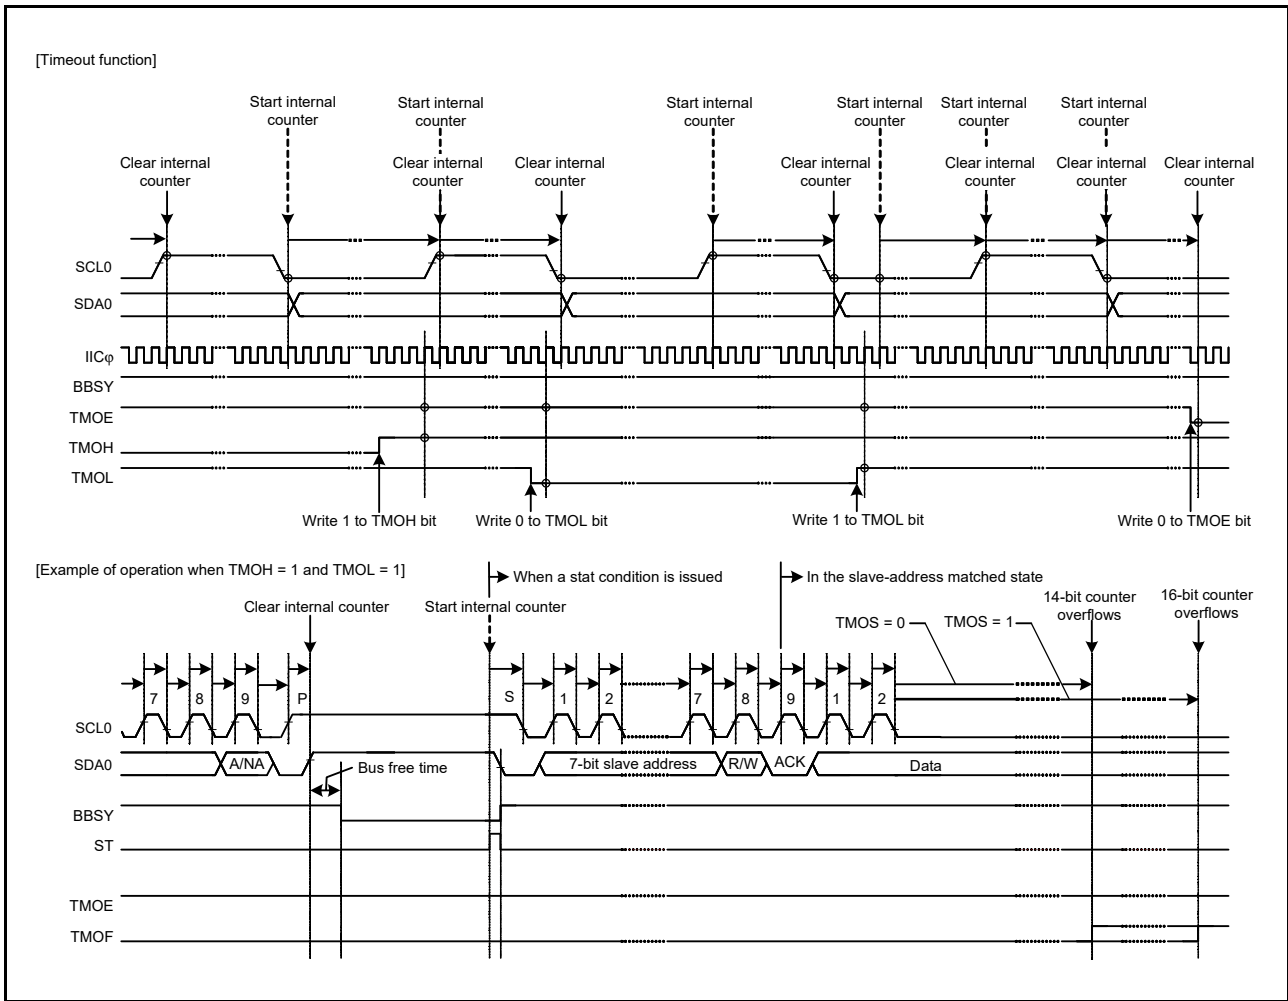 [Timeout function]
Start internal
counter
Start internal
counter
Start internal
counter
Start internal
counter
Start internal
counter
Start internal
counter
Clear internal
counter
Clear internal
counter
Clear internal
counter
Clear internal
counter
Clear internal
counter
Clear internal
counter
Clear internal
counter
SCL0
SDA0
IICφ
BBSY
TMOE
TMOH
TMOL
Write 1 to TMOH bit
Write 0 to TMOL bit
Write 1 to TMOL bit
Write 0 to TMOE bit
[Example of operation when TMOH = 1 and TMOL = 1]
When a stat condition is issued
In the slave-address matched state
Clear internal counter
Start internal counter
14-bit counter
overflows
16-bit counter
overflows
TMOS = 0
TMOS = 1
7 8 9 P S 1 2 7 8 9 1 2
SCL0
SDA0
A/NA
Bus free time
7-bit slave address
R/W
ACK
Data
BBSY
ST
TMOE
TMOF